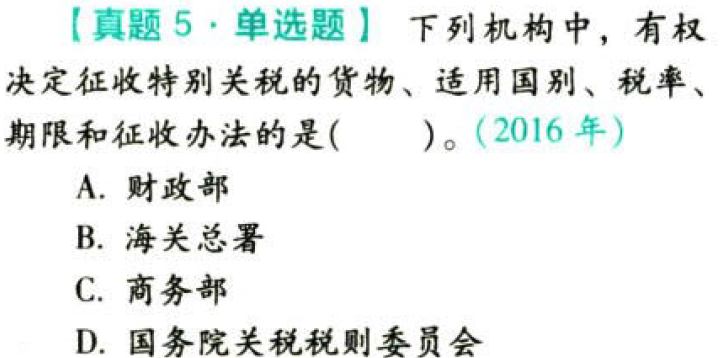 【真题 5·单选题】 下列机构中，有权
决定征收特别关税的货物、适用国别、税率、
期限和征收办法的是(  )。（2016 年）
A. 财政部
B. 海关总署
C. 商务部
D. 国务院关税税则委员会